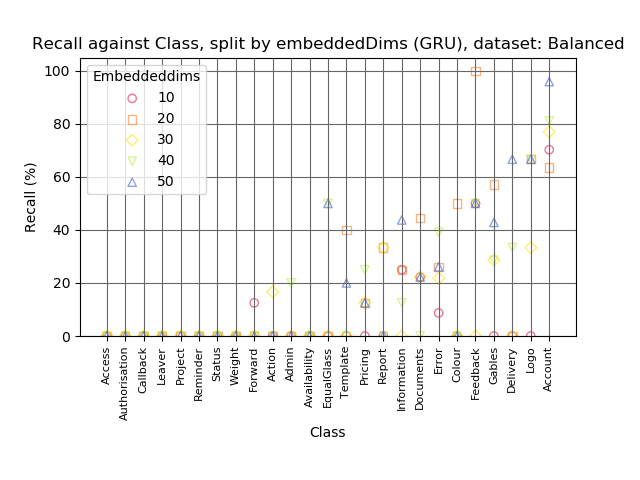 Recall against Class, split by embeddedDims (GRU), dataset: Balanced
Embeddeddims
10
20
30
40
50
Recall (%)
100
80
60
40
20
0
Access
Authorisation
Callback
Leaver
Project
Reminder
Status
Weight
Forward
Action
Admin
Availability
EqualGlass
Template
Pricing
Report
Information
Documents
Error
Colour
Feedback
Gables
Delivery
Logo
Account
Class